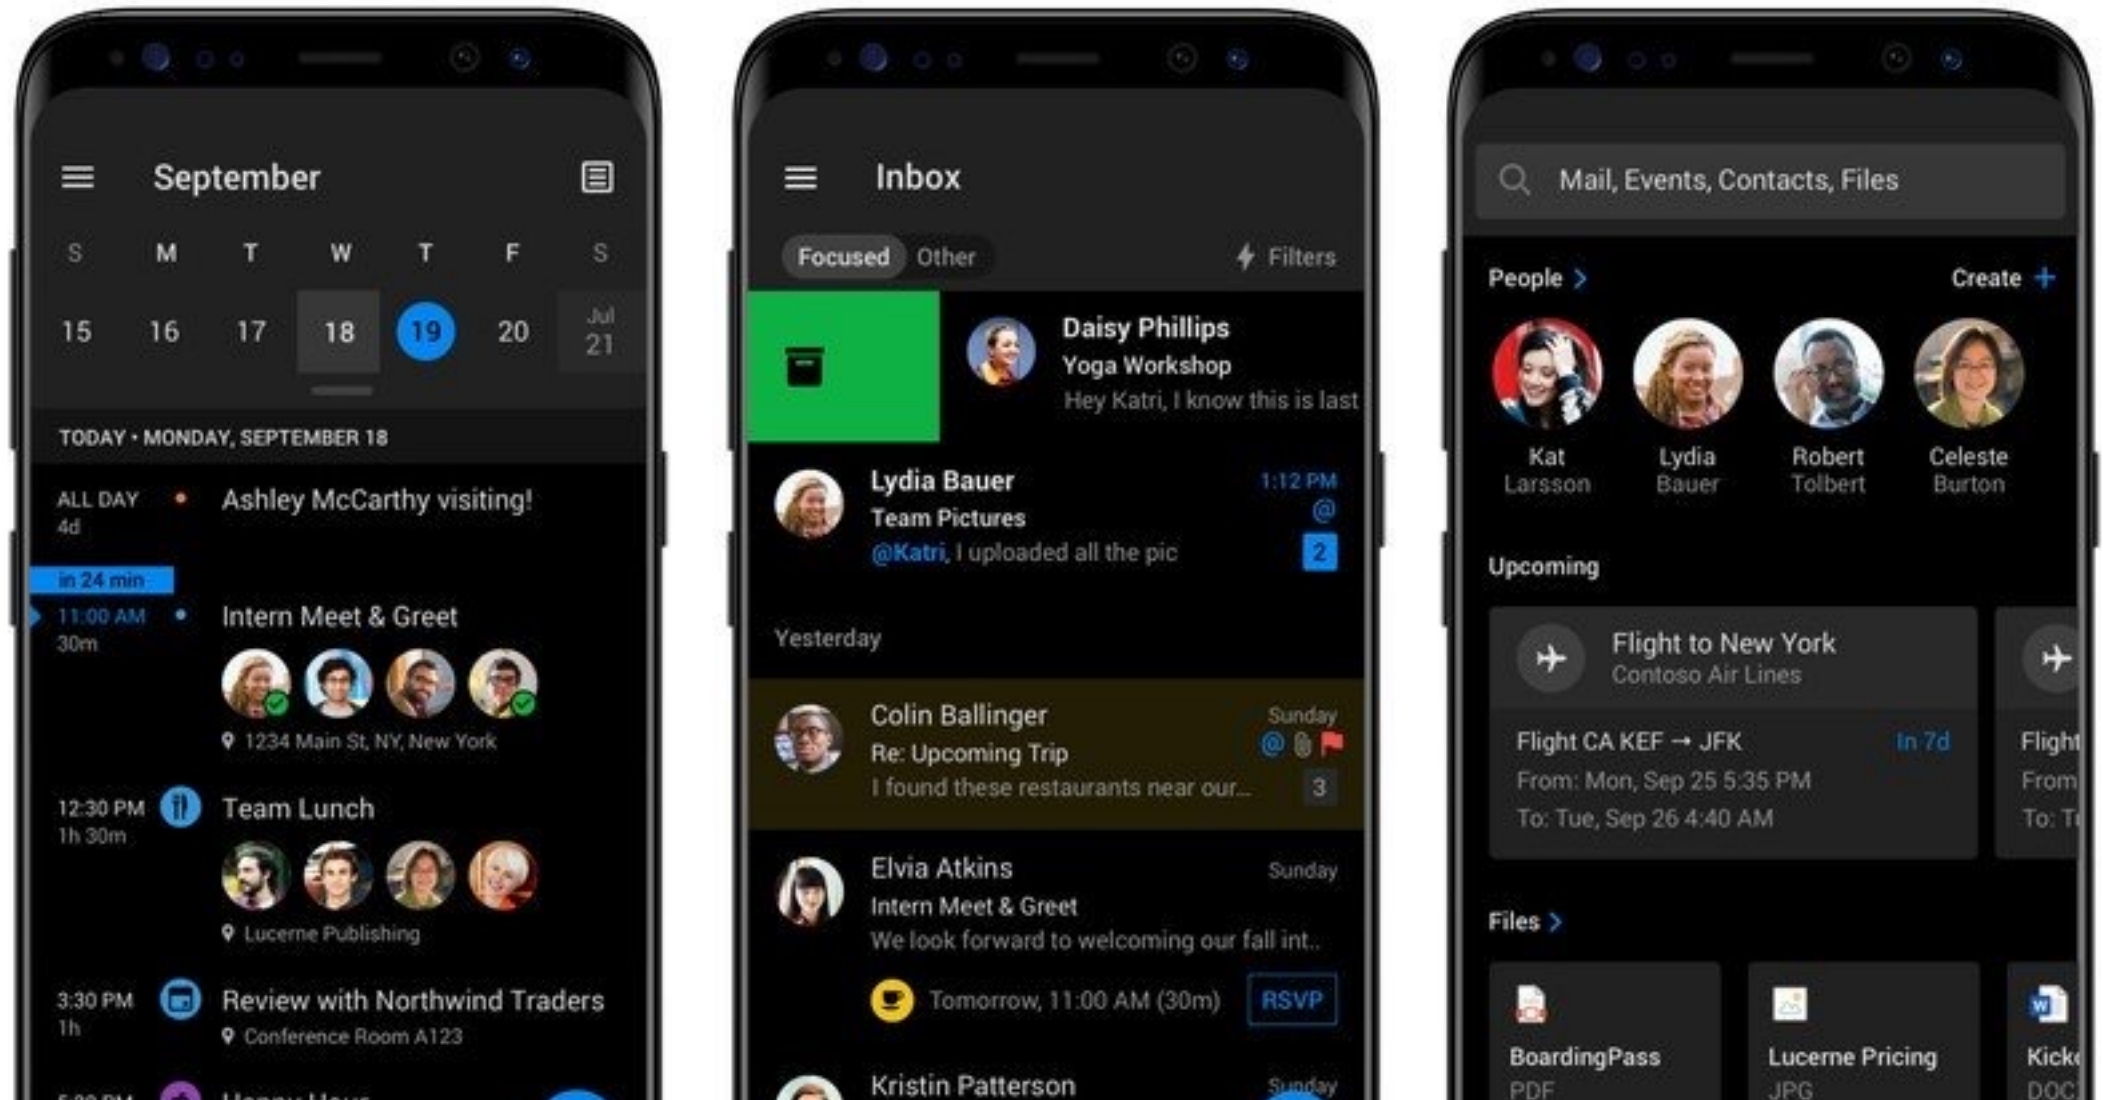 September
S M T W T F S
15 16 17 18 19 20 Jul 21
TODAY • MONDAY, SEPTEMBER 18
ALL DAY
4d
Ashley McCarthy visiting!
in 24 min
11:00 AM
30m
Intern Meet & Greet
1234 Main St, NY, New York
12:30 PM
1h 30m
Team Lunch
Lucerne Publishing
3:30 PM
1h
Review with Northwind Traders
Conference Room A123
Inbox
Focused Other
Filters
Daisy Phillips
Yoga Workshop
Hey Katri, I know this is last
Lydia Bauer
1:12 PM
Team Pictures
@
@Katri, I uploaded all the pic
2
Yesterday
Colin Ballinger
Sunday
Re: Upcoming Trip
@
I found these restaurants near our...
3
Elvia Atkins
Sunday
Intern Meet & Greet
We look forward to welcoming our fall int..
Tomorrow, 11:00 AM (30m)
RSVP
Kristin Patterson
Sunday
Mail, Events, Contacts, Files
People >
Create +
Kat
Larsson
Lydia
Bauer
Robert
Tolbert
Celeste
Burton
Upcoming
Flight to New York
Contoso Air Lines
Flight CA KEF → JFK
In 7d
From: Mon, Sep 25 5:35 PM
To: Tue, Sep 26 4:40 AM
Flight
From
To:
Files >
BoardingPass
PDF
Lucerne Pricing
JPG
W
DOC